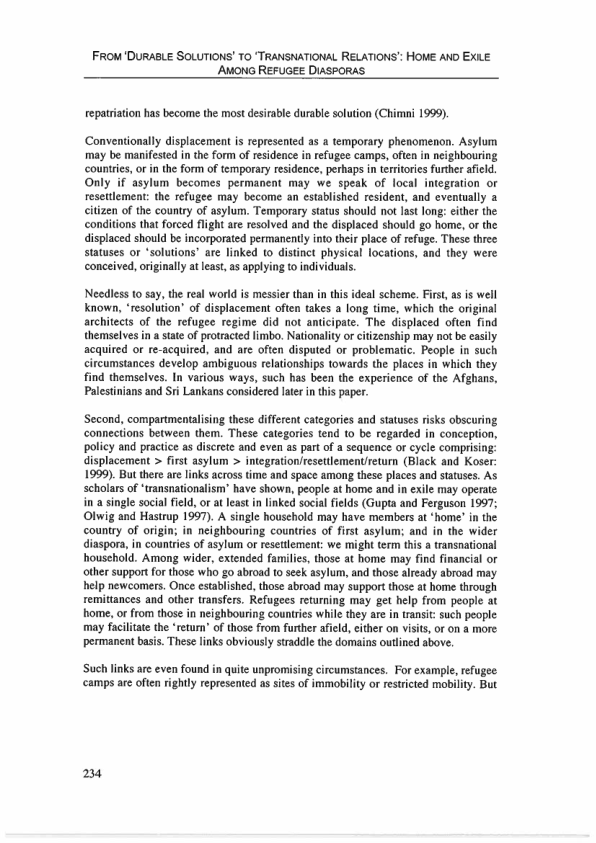 FROM 'DURABLE SOLUTIONS' TO 'TRANSNATIONAL RELATIONS': HOME AND EXILE
AMONG REFUGEE DIASPORAS
repatriation has become the most desirable durable solution (Chimni 1999).
Conventionally displacement is represented as a temporary phenomenon. Asylum
may be manifested in the form of residence in refugee camps, often in neighbouring
countries, or in the form of temporary residence, perhaps in territories further afield.
Only if asylum becomes permanent may we speak of local integration or
resettlement: the refugee may become an established resident, and eventually a
citizen of the country of asylum. Temporary status should not last long: either the
conditions that forced flight are resolved and the displaced should go home, or the
displaced should be incorporated permanently into their place of refuge. These three
statuses or 'solutions' are linked to distinct physical locations, and they were
conceived, originally at least, as applying to individuals.
Needless to say, the real world is messier than in this ideal scheme. First, as is well
known, 'resolution' of displacement often takes a long time, which the original
architects of the refugee regime did not anticipate. The displaced often find
themselves in a state of protracted limbo. Nationality or citizenship may not be easily
acquired or re-acquired, and are often disputed or problematic. People in such
circumstances develop ambiguous relationships towards the places in which they
find themselves. In various ways, such has been the experience of the Afghans,
Palestinians and Sri Lankans considered later in this paper.
Second, compartmentalising these different categories and statuses risks obscuring
connections between them. These categories tend to be regarded in conception,
policy and practice as discrete and even as part of a sequence or cycle comprising:
displacement > first asylum > integration/resettlement/return (Black and Koser:
1999). But there are links across time and space among these places and statuses. As
scholars of 'transnationalism' have shown, people at home and in exile may operate
in a single social field, or at least in linked social fields (Gupta and Ferguson 1997;
Olwig and Hastrup 1997). A single household may have members at 'home' in the
country of origin; in neighbouring countries of first asylum; and in the wider
diaspora, in countries of asylum or resettlement: we might term this a transnational
household. Among wider, extended families, those at home may find financial or
other support for those who go abroad to seek asylum, and those already abroad may
help newcomers. Once established, those abroad may support those at home through
remittances and other transfers. Refugees returning may get help from people at
home, or from those in neighbouring countries while they are in transit: such people
may facilitate the 'return' of those from further afield, either on visits, or on a more
permanent basis. These links obviously straddle the domains outlined above.
Such links are even found in quite unpromising circumstances. For example, refugee
camps are often rightly represented as sites of immobility or restricted mobility. But
234